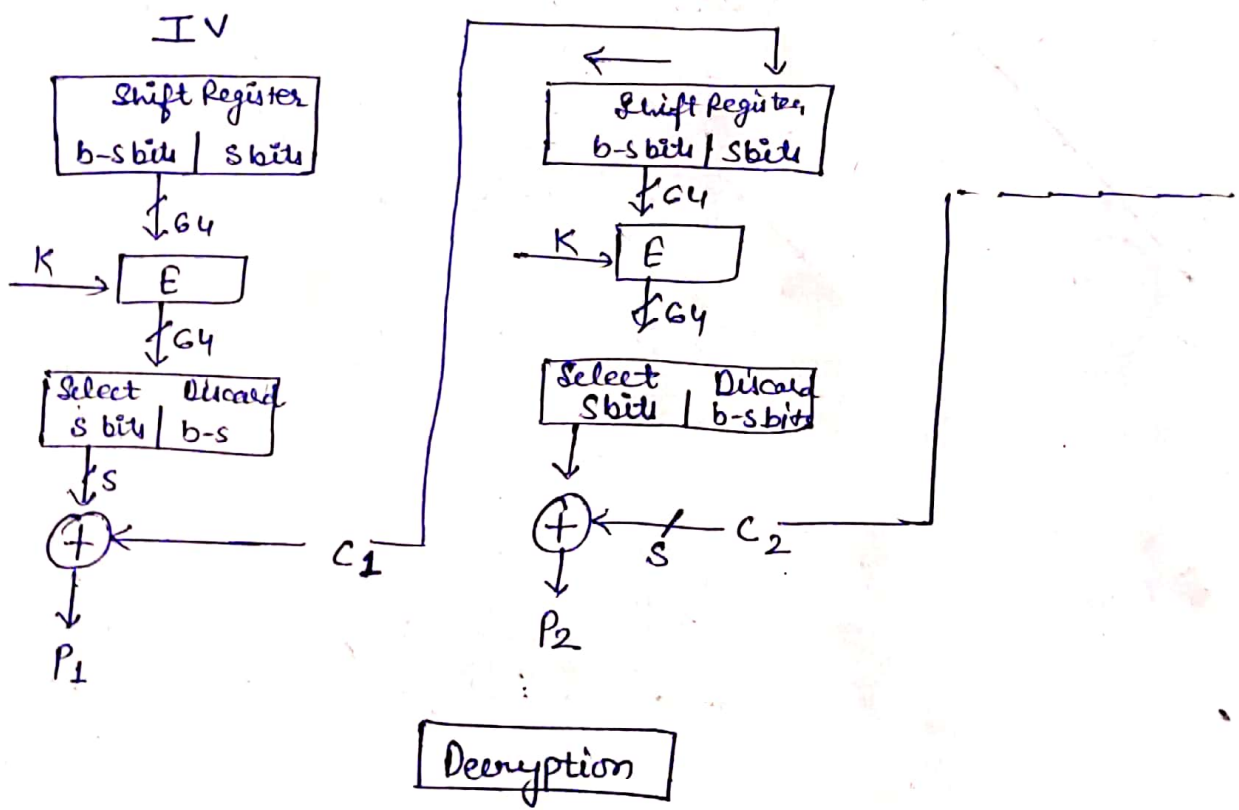 IV
Shift Register
b-s bits | s bits
64
K
E
64
Select Discard
s bits | b-s
s
+
C1
P1
Shift Register
b-s bits | s bits
64
K
E
64
Select Discard
s bits | b-s bits
+
s
C2
P2
Decryption